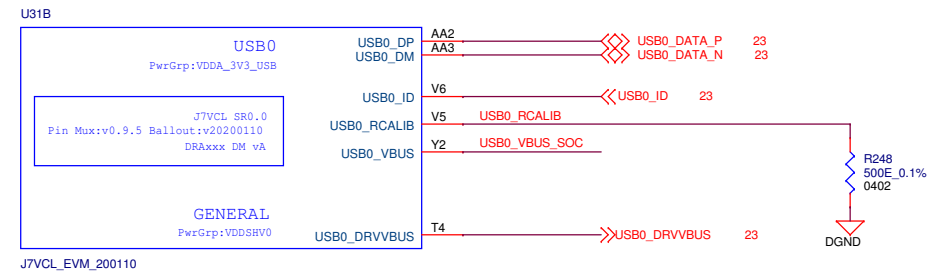 U31B
USB0
PwrGrp:VDDA_3V3_USB
J7VCL SR0.0
Pin Mux:v0.9.5 Ballout:v20200110
DRAxxx DM vA
GENERAL
PwrGrp:VDDSHV0
USB0_DP AA2 USB0_DATA_P 23
USB0_DM AA3 USB0_DATA_N 23
USB0_ID V6 USB0_ID 23
USB0_RCALIB V5 USB0_RCALIB
USB0_VBUS Y2 USB0_VBUS_SOC
USB0_DRVVBUS T4 USB0_DRVVBUS 23
R248
500E_0.1%
0402
DGND
J7VCL_EVM_200110